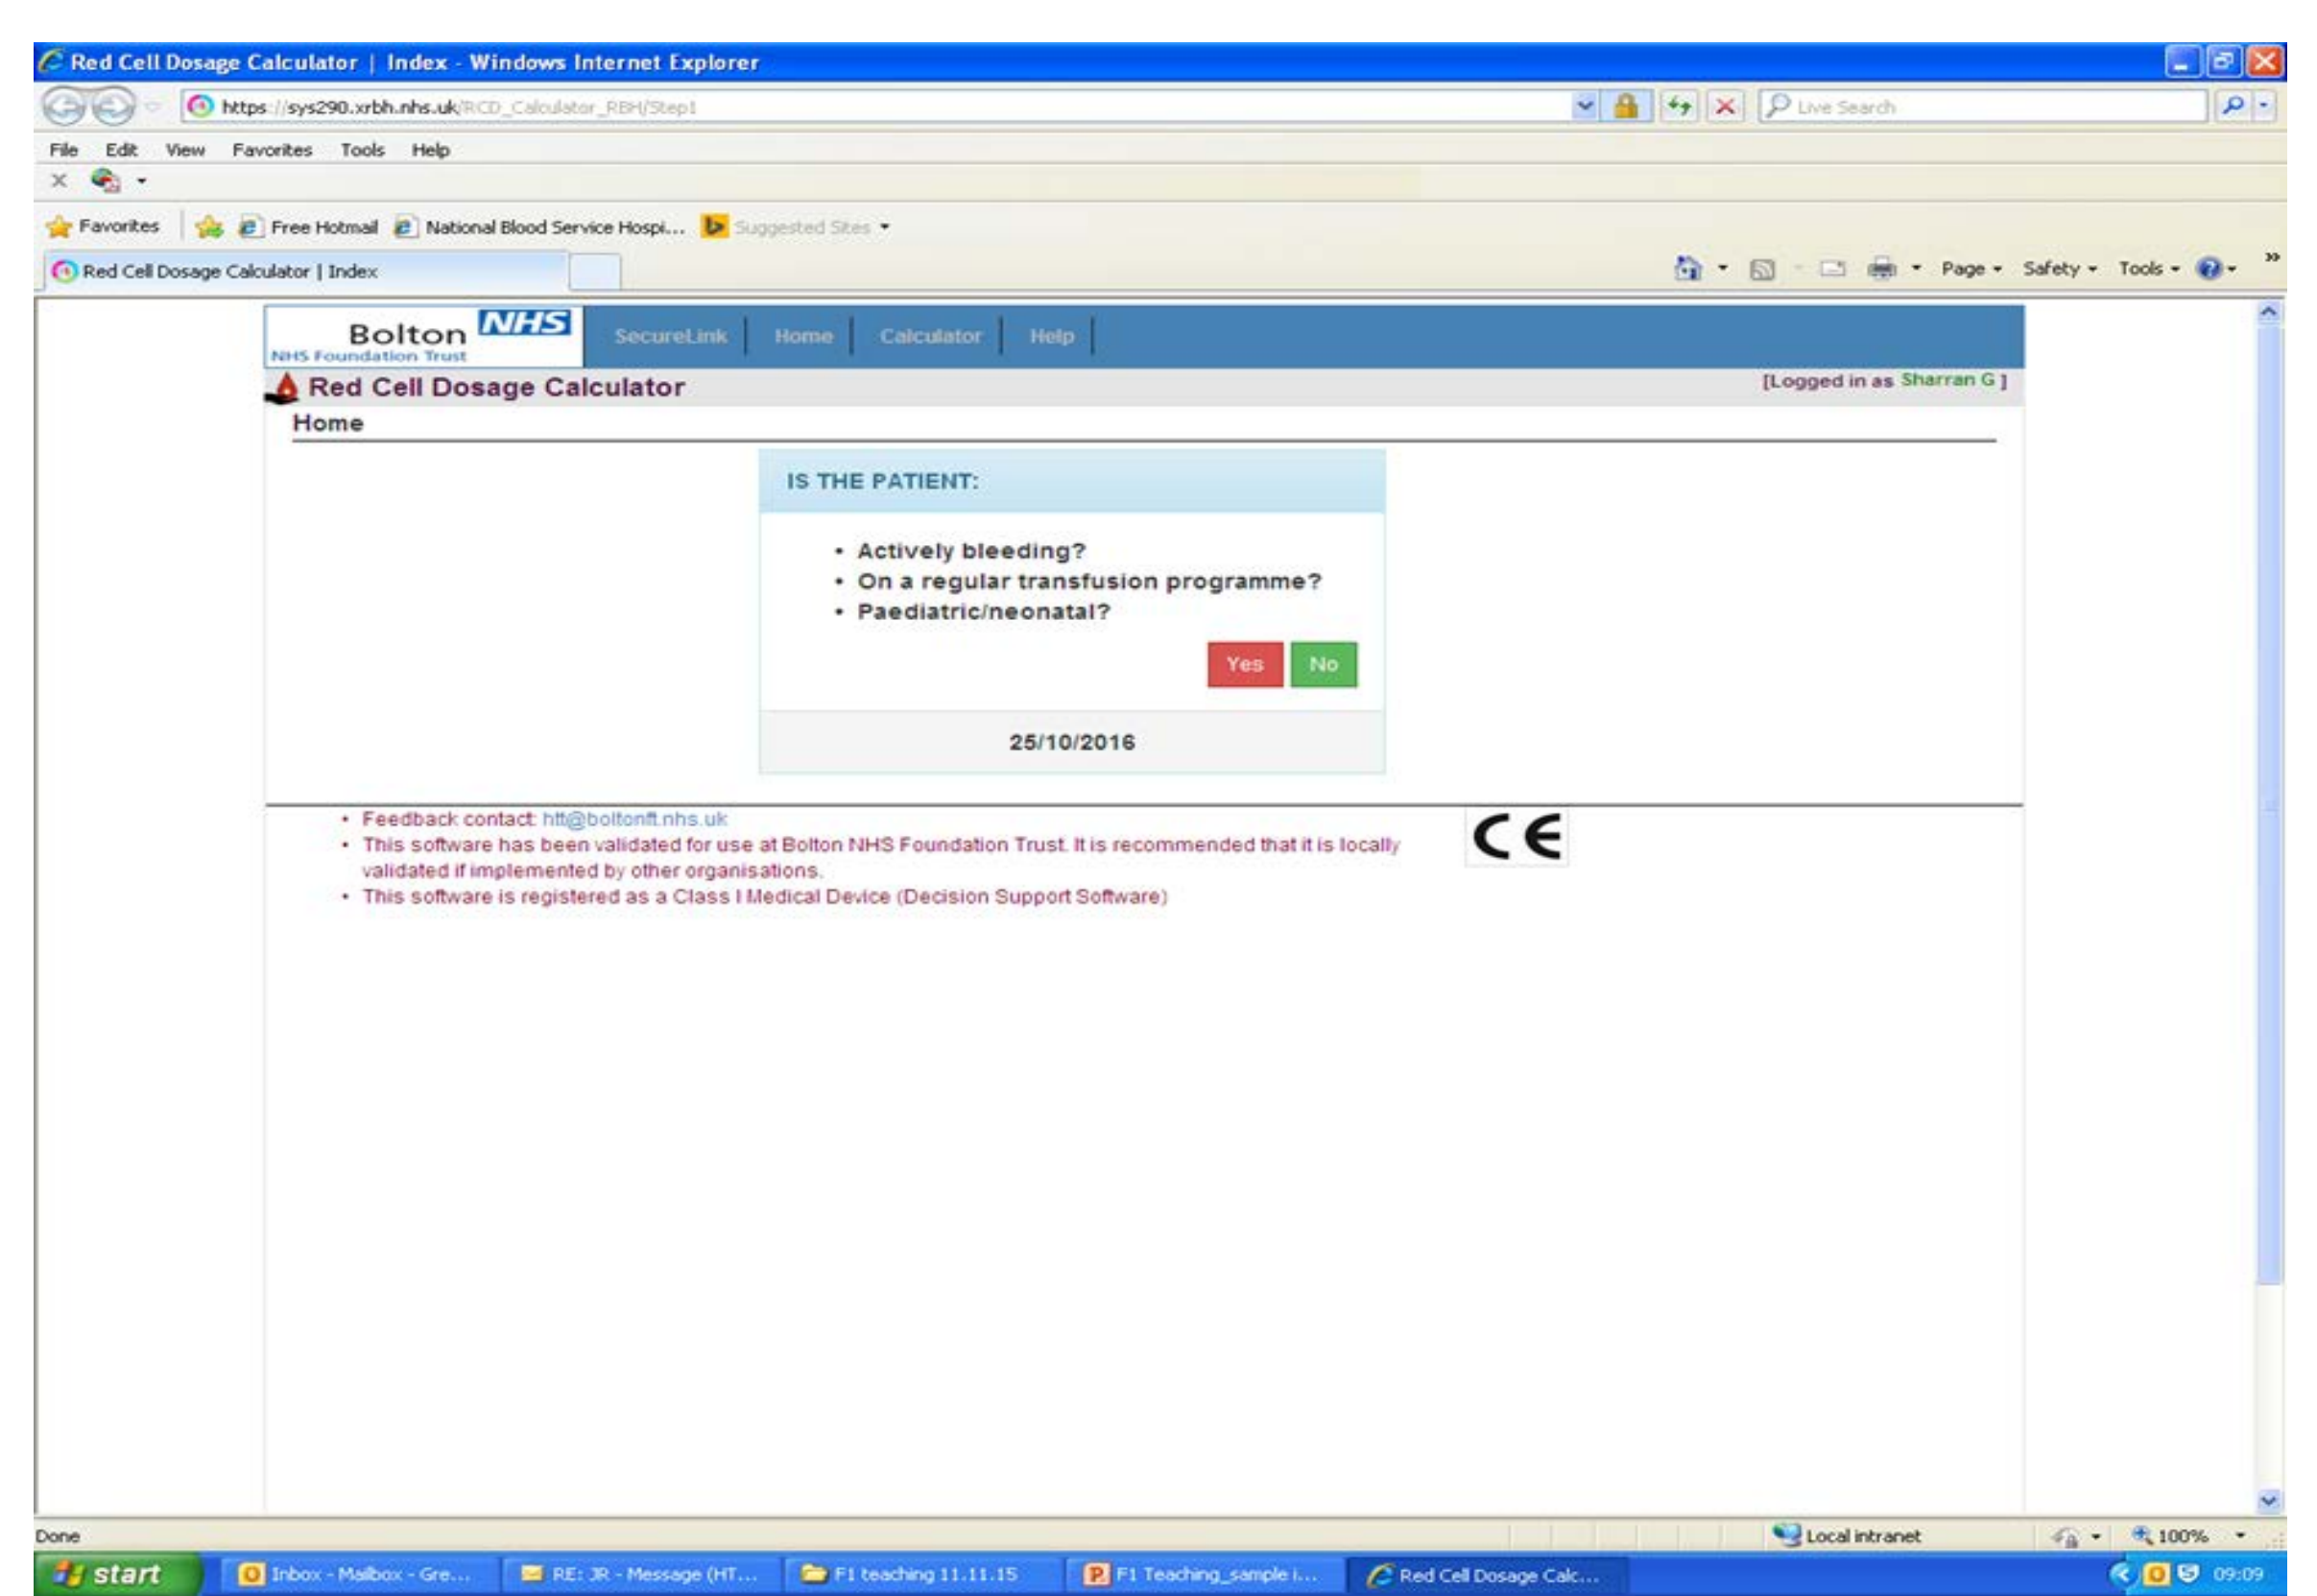 Red Cell Dosage Calculator | Index - Windows Internet Explorer
https://sys290.xrbh.nhs.uk/RCD_Calculator_RBH/Step1
Live Search
File Edit View Favorites Tools Help
X
Favorites Free Hotmail National Blood Service Hospi... Suggested Sites
Red Cell Dosage Calculator | Index
Page Safety Tools »
Bolton NHS
NHS Foundation Trust
SecureLink Home Calculator Help
Red Cell Dosage Calculator
[Logged in as Sharran G ]
Home
IS THE PATIENT:
• Actively bleeding?
• On a regular transfusion programme?
• Paediatric/neonatal?
Yes No
25/10/2016
• Feedback contact: htt@boltonft.nhs.uk
• This software has been validated for use at Bolton NHS Foundation Trust. It is recommended that it is locally
validated if implemented by other organisations.
• This software is registered as a Class I Medical Device (Decision Support Software)
CE
Done
Local intranet
100%
start
Inbox - Mailbox - Gre...
RE: JR - Message (HT...
F1 teaching 11.11.15
F1 Teaching_sample i...
Red Cell Dosage Calc...
09:09